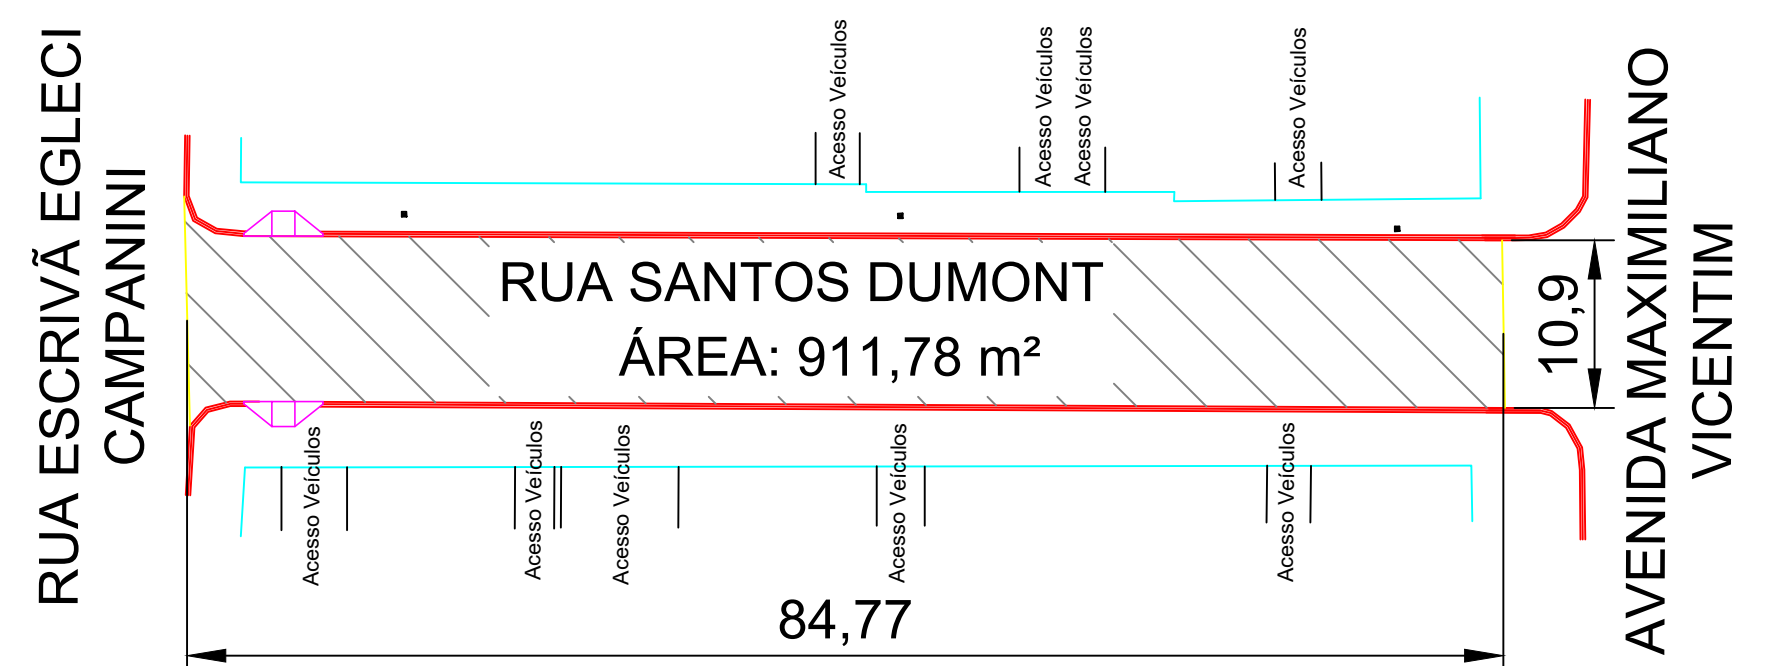 RUA ESCRIVÃ EGLECI
CAMPANINI
Acesso Veículos
Acesso Veículos
Acesso Veículos
Acesso Veículos
RUA SANTOS DUMONT
ÁREA: 911,78 m²
10,9
AVENIDA MAXIMILIANO
VICENTIM
Acesso Veículos
Acesso Veículos
Acesso Veículos
Acesso Veículos
Acesso Veículos
84,77